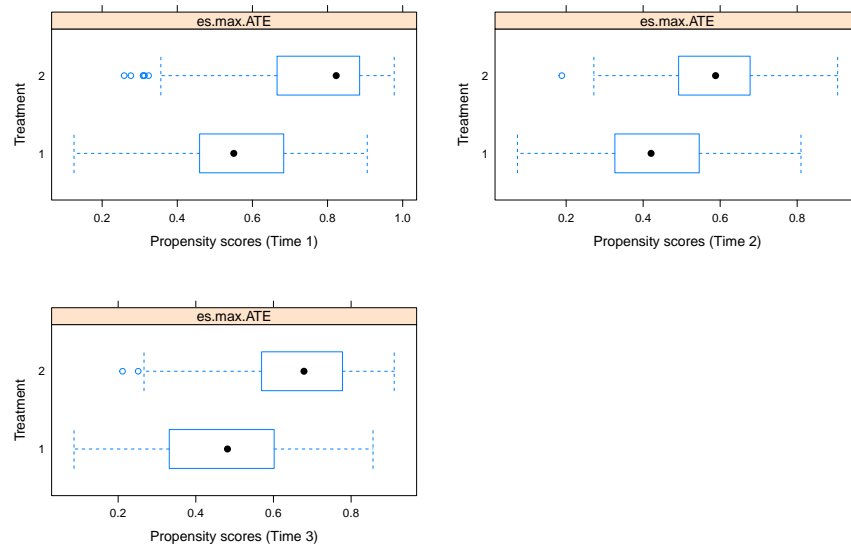 es.max.ATE
Treatment
2
1
0.2 0.4 0.6 0.8 1.0
Propensity scores (Time 1)
es.max.ATE
Treatment
2
1
0.2 0.4 0.6 0.8
Propensity scores (Time 2)
es.max.ATE
Treatment
2
1
0.2 0.4 0.6 0.8
Propensity scores (Time 3)